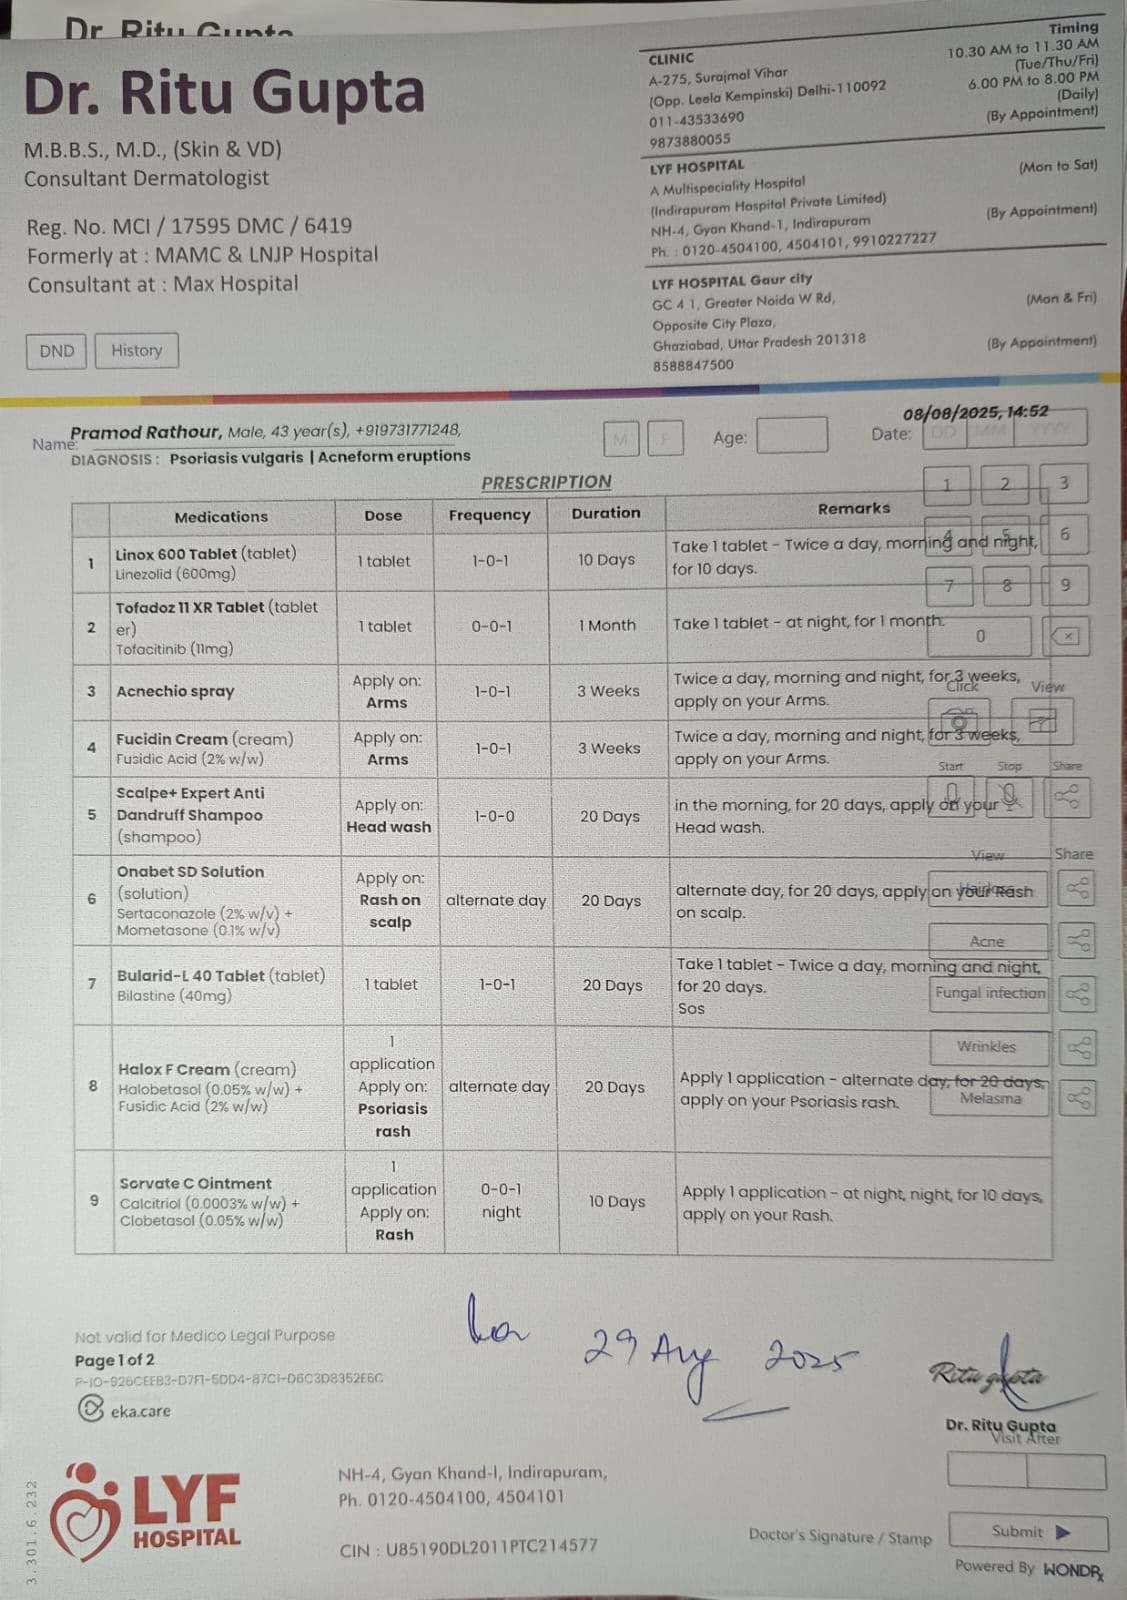 Dr. Ritu Gupta
Dr. Ritu Gupta
M.B.B.S., M.D., (Skin & VD)
Consultant Dermatologist
Reg. No. MCI / 17595 DMC / 6419
Formerly at : MAMC & LNJP Hospital
Consultant at : Max Hospital
DND History
Timing
CLINIC 10.30 AM to 11.30 AM
A-275, Surajmal Vihar (Tue/Thu/Fri)
(Opp. Leela Kempinski) Delhi-110092 6.00 PM to 8.00 PM
011-43533690 (Daily)
9873880055 (By Appointment)
LYF HOSPITAL (Mon to Sat)
A Multispeciality Hospital
(Indirapuram Hospital Private Limited)
NH-4, Gyan Khand-1, Indirapuram (By Appointment)
Ph. : 0120-4504100, 4504101, 9910227227
LYF HOSPITAL Gaur city
GC 4 1, Greater Noida W Rd, (Mon & Fri)
Opposite City Plaza,
Ghaziabad, Uttar Pradesh 201318 (By Appointment)
8588847500
08/08/2025, 14:52
Name: Pramod Rathour, Male, 43 year(s), +919731771248, M F Age: Date: DD MM YYYY
DIAGNOSIS : Psoriasis vulgaris | Acneform eruptions
PRESCRIPTION
Medications Dose Frequency Duration Remarks
1 Linox 600 Tablet (tablet)
Linezolid (600mg)
1 tablet 1-0-1 10 Days
Take 1 tablet - Twice a day, morning and night,
for 10 days.
2 Tofadoz 11 XR Tablet (tablet
er)
Tofacitinib (11mg)
1 tablet 0-0-1 1 Month
Take 1 tablet - at night, for 1 month.
3 Acnechio spray
Apply on:
Arms
1-0-1 3 Weeks
Twice a day, morning and night, for 3 weeks,
apply on your Arms.
4 Fucidin Cream (cream)
Fusidic Acid (2% w/w)
Apply on:
Arms
1-0-1 3 Weeks
Twice a day, morning and night, for 3 weeks,
apply on your Arms.
5 Scalpe+ Expert Anti
Dandruff Shampoo
(shampoo)
Apply on:
Head wash
1-0-0 20 Days
in the morning, for 20 days, apply on your
Head wash.
6 Onabet SD Solution
(solution)
Sertaconazole (2% w/v) +
Mometasone (0.1% w/v)
Apply on:
Rash on
scalp
alternate day 20 Days
alternate day, for 20 days, apply on your Rash
on scalp.
7 Bularid-L 40 Tablet (tablet)
Bilastine (40mg)
1 tablet 1-0-1 20 Days
Take 1 tablet - Twice a day, morning and night,
for 20 days.
Sos
8 Halox F Cream (cream)
Halobetasol (0.05% w/w) +
Fusidic Acid (2% w/w)
1
application
Apply on:
Psoriasis
rash
alternate day 20 Days
Apply 1 application - alternate day, for 20 days,
apply on your Psoriasis rash.
9 Sorvate C Ointment
Calcitriol (0.0003% w/w) +
Clobetasol (0.05% w/w)
1
application
Apply on:
Rash
0-0-1
night
10 Days
Apply 1 application - at night, night, for 10 days,
apply on your Rash.
1 2 3
4 5 6
7 8 9
0
Click View
Start Stop Share
View Share
Acne
Fungal infection
Wrinkles
Melasma
29 Aug 2025
Not valid for Medico Legal Purpose
Page 1 of 2
P-IO-926CEEB3-D7F1-5DD4-87C1-D6C3D8352E6C
eka.care
Ritu gupta
Dr. Ritu Gupta
Visit After
3.301.6.232
LYF
HOSPITAL
NH-4, Gyan Khand-I, Indirapuram,
Ph. 0120-4504100, 4504101
CIN : U85190DL2011PTC214577
Doctor's Signature / Stamp
Submit
Powered By WONDRx